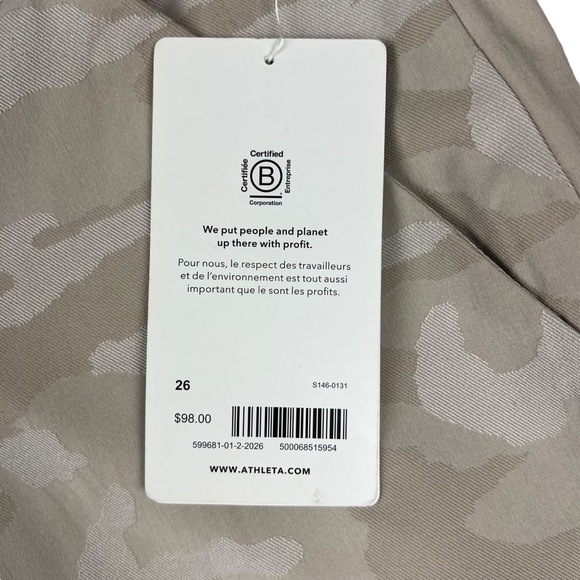 Certified
Certifiée
B
Entreprise
Corporation
We put people and planet
up there with profit.
Pour nous, le respect des travailleurs
et de l'environnement est tout aussi
important que le sont les profits.
26 S146-0131
$98.00
599681-01-2-2026 500068515954
WWW.ATHLETA.COM